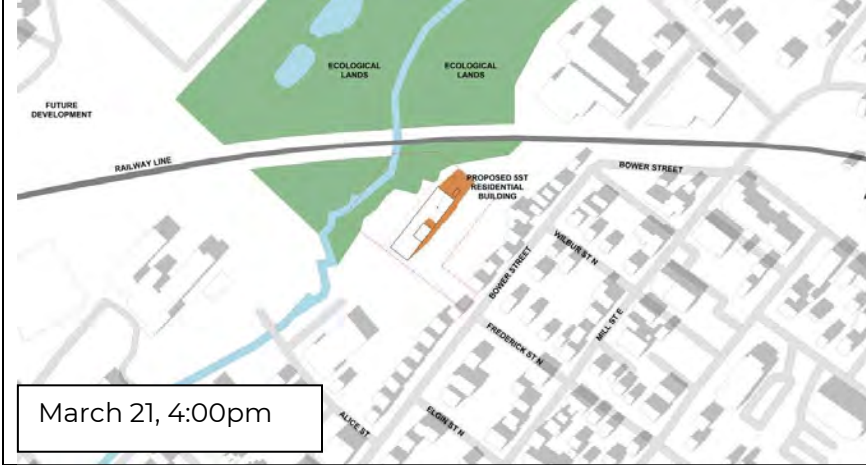 ECOLOGICAL
LANDS
ECOLOGICAL
LANDS
FUTURE
DEVELOPMENT
RAILWAY LINE
BOWER STREET
PROPOSED 5ST
RESIDENTIAL
BUILDING
WILBUR ST N
BOWER STREET
MILL ST E
FREDERICK ST N
ALICE ST.
ELGIN ST N
March 21, 4:00pm